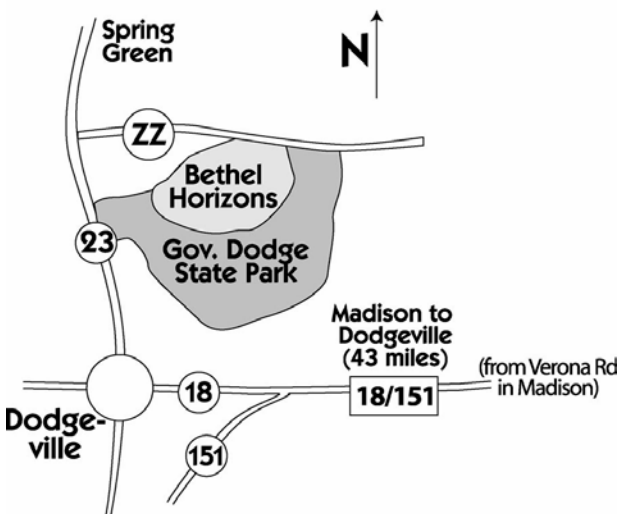 Spring
Green
N
ZZ
Bethel
Horizons
23
Gov. Dodge
State Park
Madison to
Dodgeville
(43 miles)
(from Verona Rd
in Madison)
18
18/151
Dodge-
ville
151